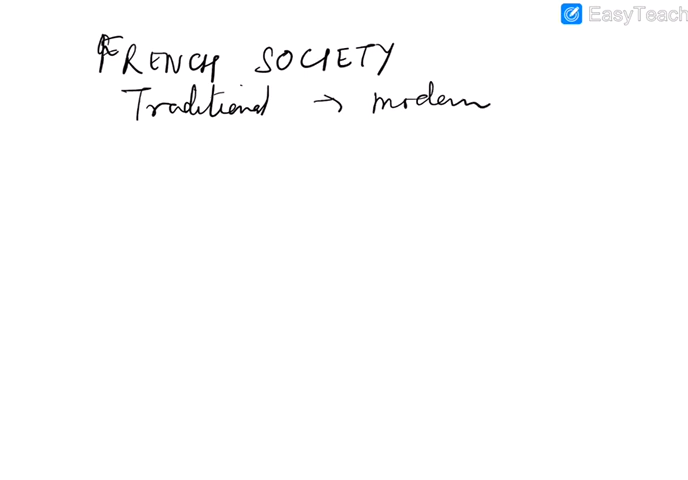 EasyTeach
FRENCH SOCIETY
Traditional → modern